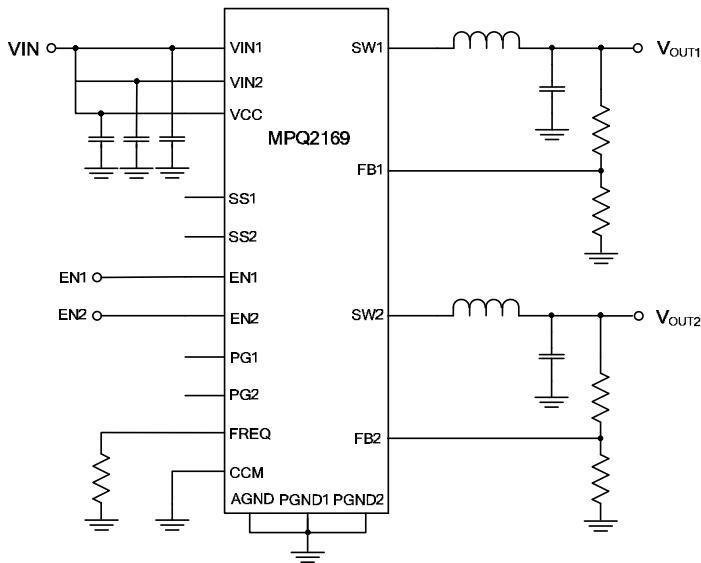 VIN
VIN1
SW1
VOUT1
VIN2
VCC
MPQ2169
FB1
SS1
SS2
EN1
EN1
EN2
EN2
SW2
VOUT2
PG1
PG2
FREQ
FB2
CCM
AGND PGND1 PGND2